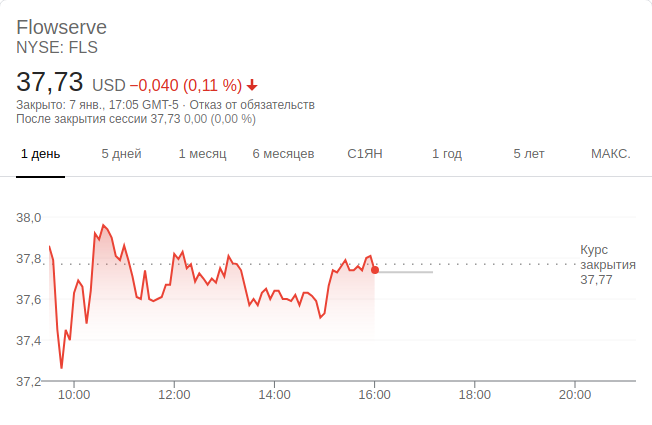 Flowserve
NYSE: FLS
37,73 USD −0,040 (0,11 %)
Закрыто: 7 янв., 17:05 GMT-5 · Отказ от обязательств
После закрытия сессии 37,73 0,00 (0,00 %)
1 день 5 дней 1 месяц 6 месяцев С1ЯН 1 год 5 лет МАКС.
38,0
37,8
37,6
37,4
37,2
Курс
закрытия
37,77
10:00 12:00 14:00 16:00 18:00 20:00